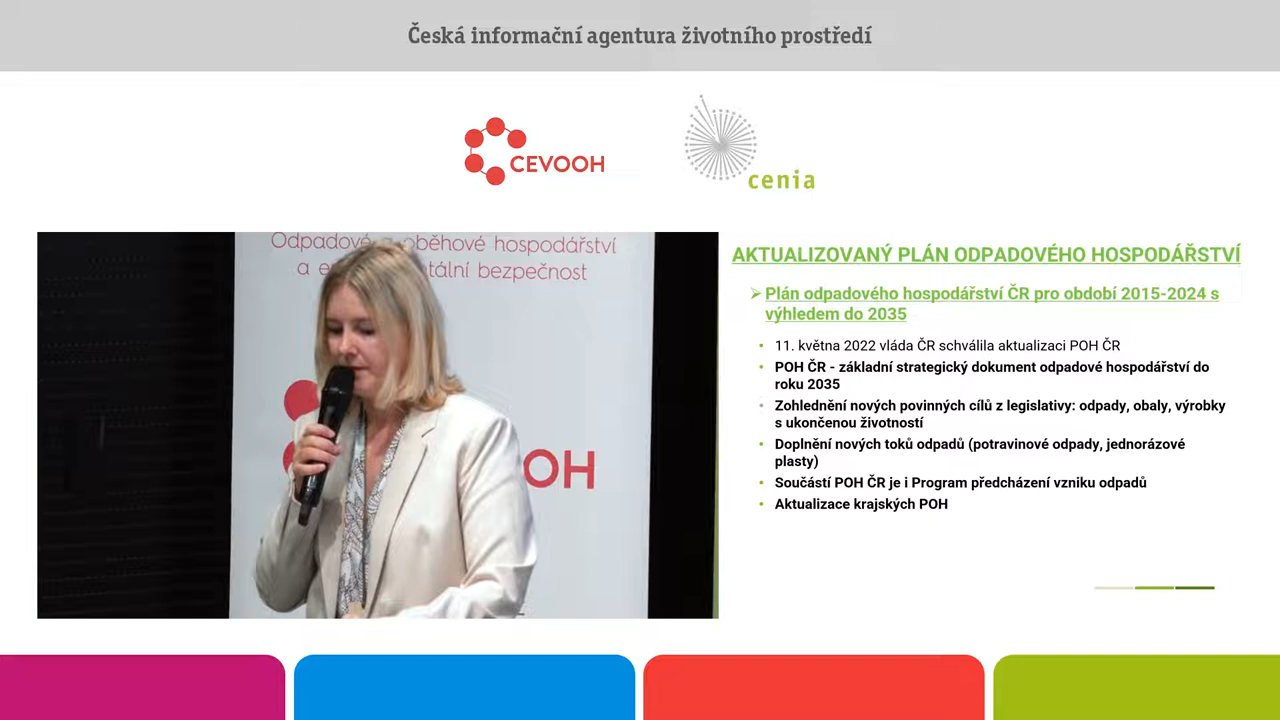 Česká informační agentura životního prostředí
CEVOOH
cenia
Odpadové oběhové hospodářství
a bezpečnost
OH
AKTUALIZOVANÝ PLÁN ODPADOVÉHO HOSPODÁŘSTVÍ
Plán odpadového hospodářství ČR pro období 2015-2024 s
výhledem do 2035
11. května 2022 vláda ČR schválila aktualizaci POH ČR
POH ČR - základní strategický dokument odpadové hospodářství do
roku 2035
Zohlednění nových povinných cílů z legislativy: odpady, obaly, výrobky
s ukončenou životností
Doplnění nových toků odpadů (potravinové odpady, jednorázové
plasty)
Součástí POH ČR je i Program předcházení vzniku odpadů
Aktualizace krajských POH